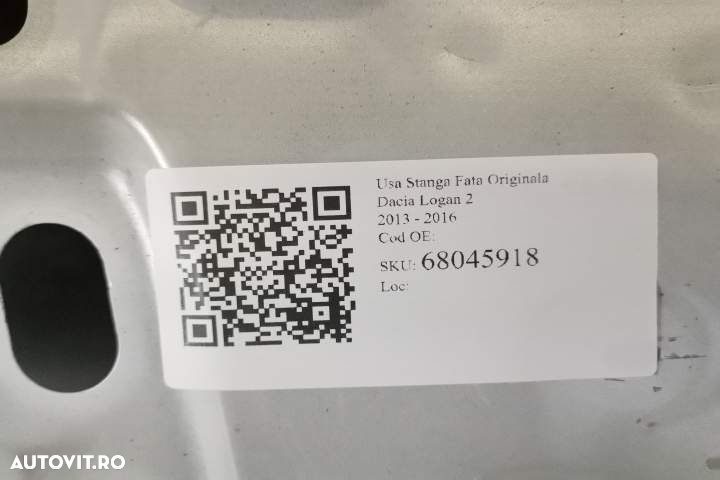 Usa Stanga Fata Originala
Dacia Logan 2
2013 - 2016
Cod OE:
SKU: 68045918
Loc:
AUTOVIT.RO